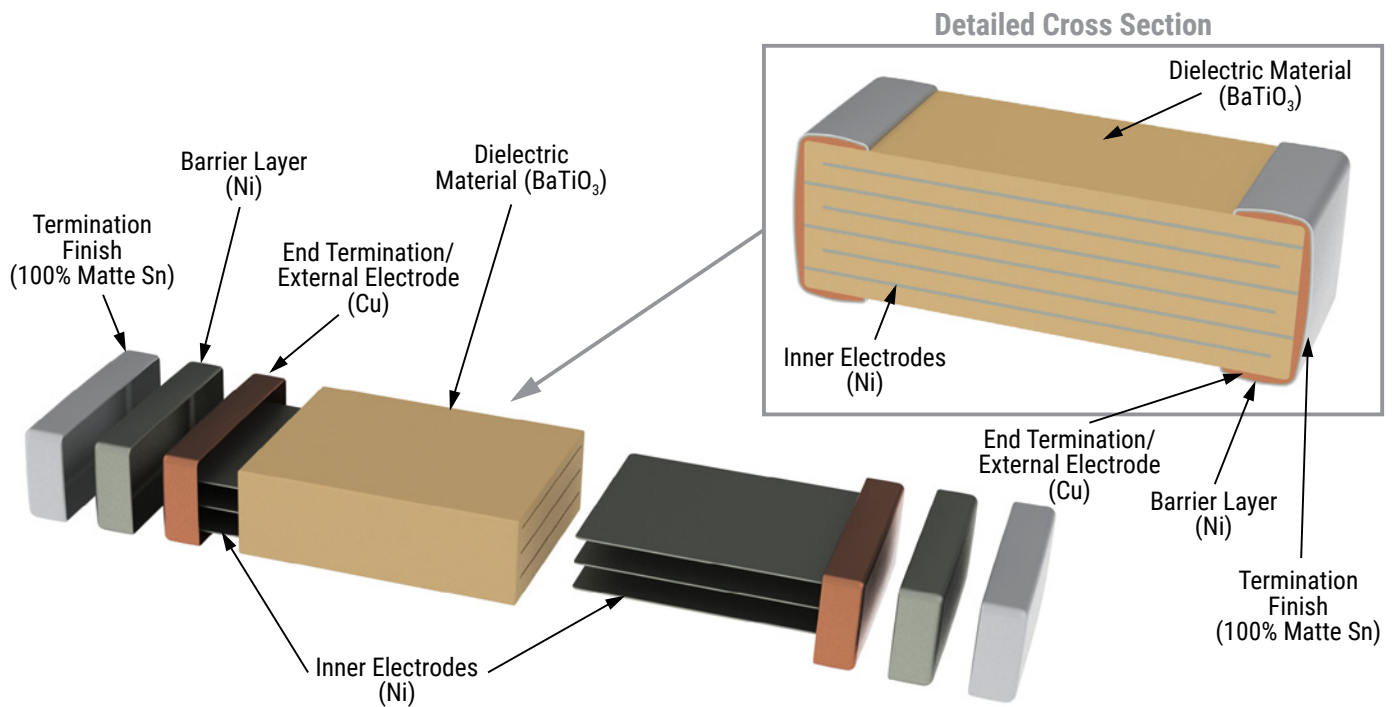 Detailed Cross Section
Dielectric Material
(BaTiO₃)
Inner Electrodes
(Ni)
End Termination/
External Electrode
(Cu)
Barrier Layer
(Ni)
Termination
Finish
(100% Matte Sn)
Termination
Finish
(100% Matte Sn)
Barrier Layer
(Ni)
End Termination/
External Electrode
(Cu)
Dielectric
Material (BaTiO₃)
Inner Electrodes
(Ni)